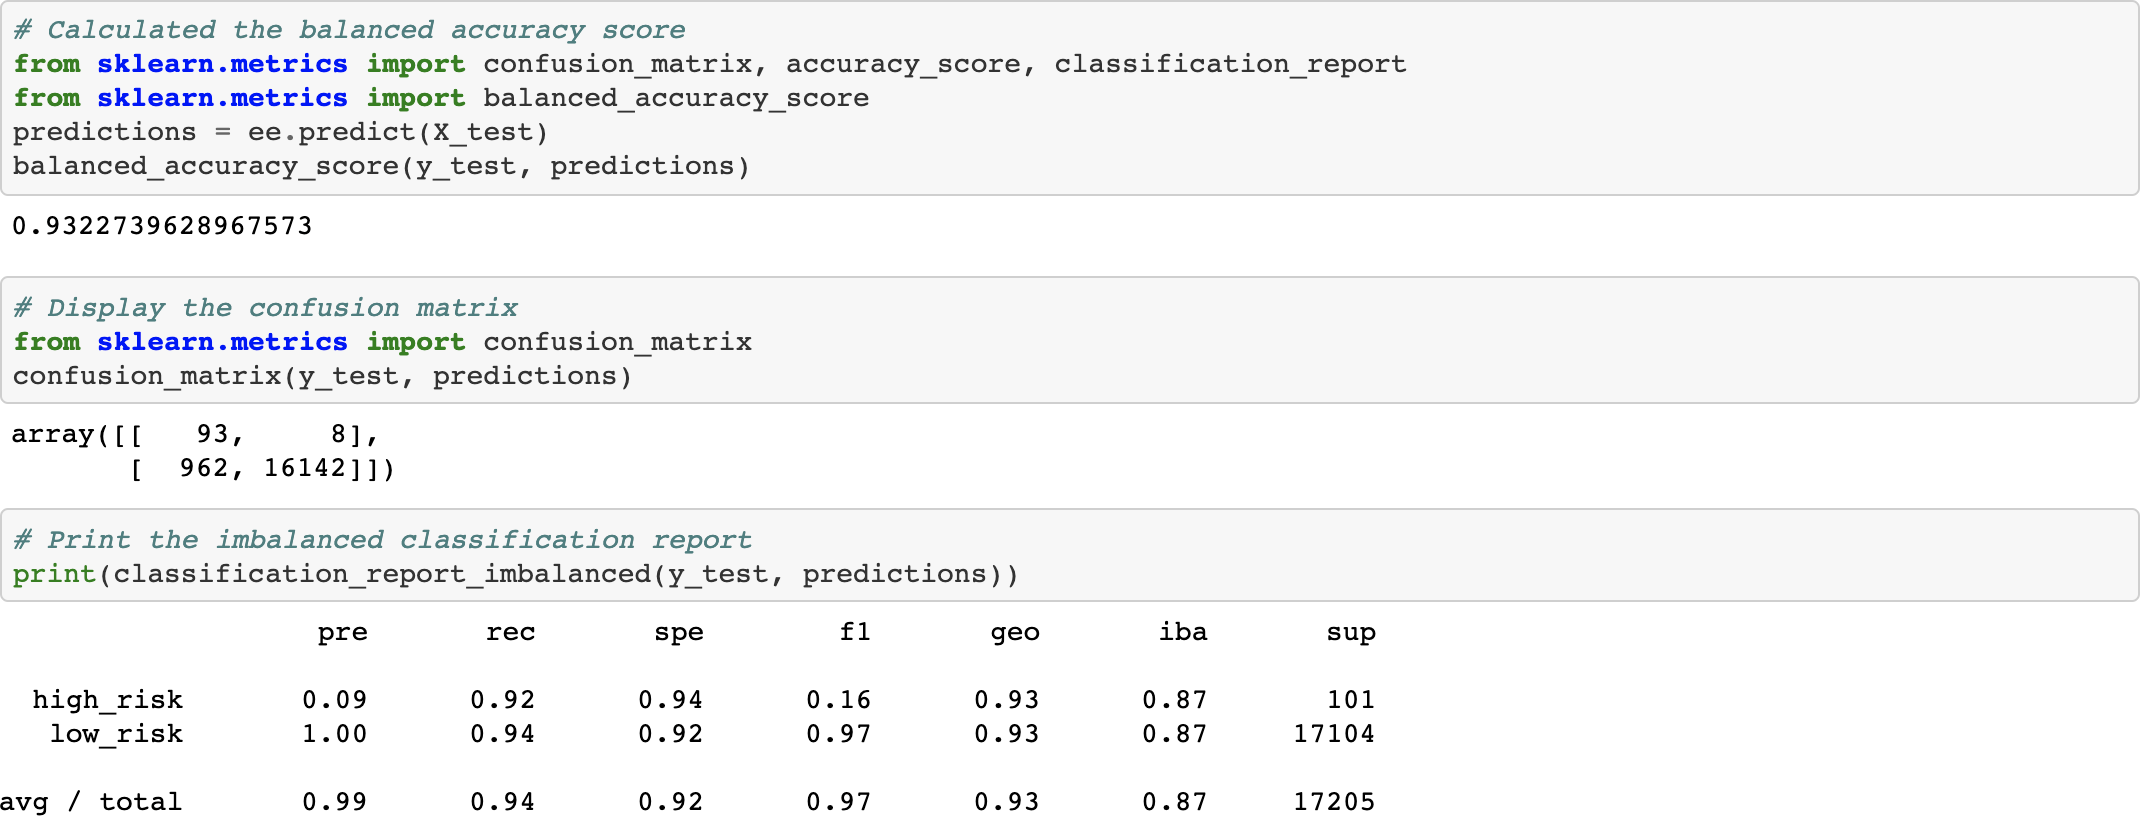 # Calculated the balanced accuracy score
from sklearn.metrics import confusion_matrix, accuracy_score, classification_report
from sklearn.metrics import balanced_accuracy_score
predictions = ee.predict(X_test)
balanced_accuracy_score(y_test, predictions)
0.9322739628967573
# Display the confusion matrix
from sklearn.metrics import confusion_matrix
confusion_matrix(y_test, predictions)
array([[   93,     8],
       [  962, 16142]])
# Print the imbalanced classification report
print(classification_report_imbalanced(y_test, predictions))
                   pre       rec       spe        f1       geo       iba       sup
  high_risk       0.09      0.92      0.94      0.16      0.93      0.87       101
   low_risk       1.00      0.94      0.92      0.97      0.93      0.87     17104
avg / total       0.99      0.94      0.92      0.97      0.93      0.87     17205